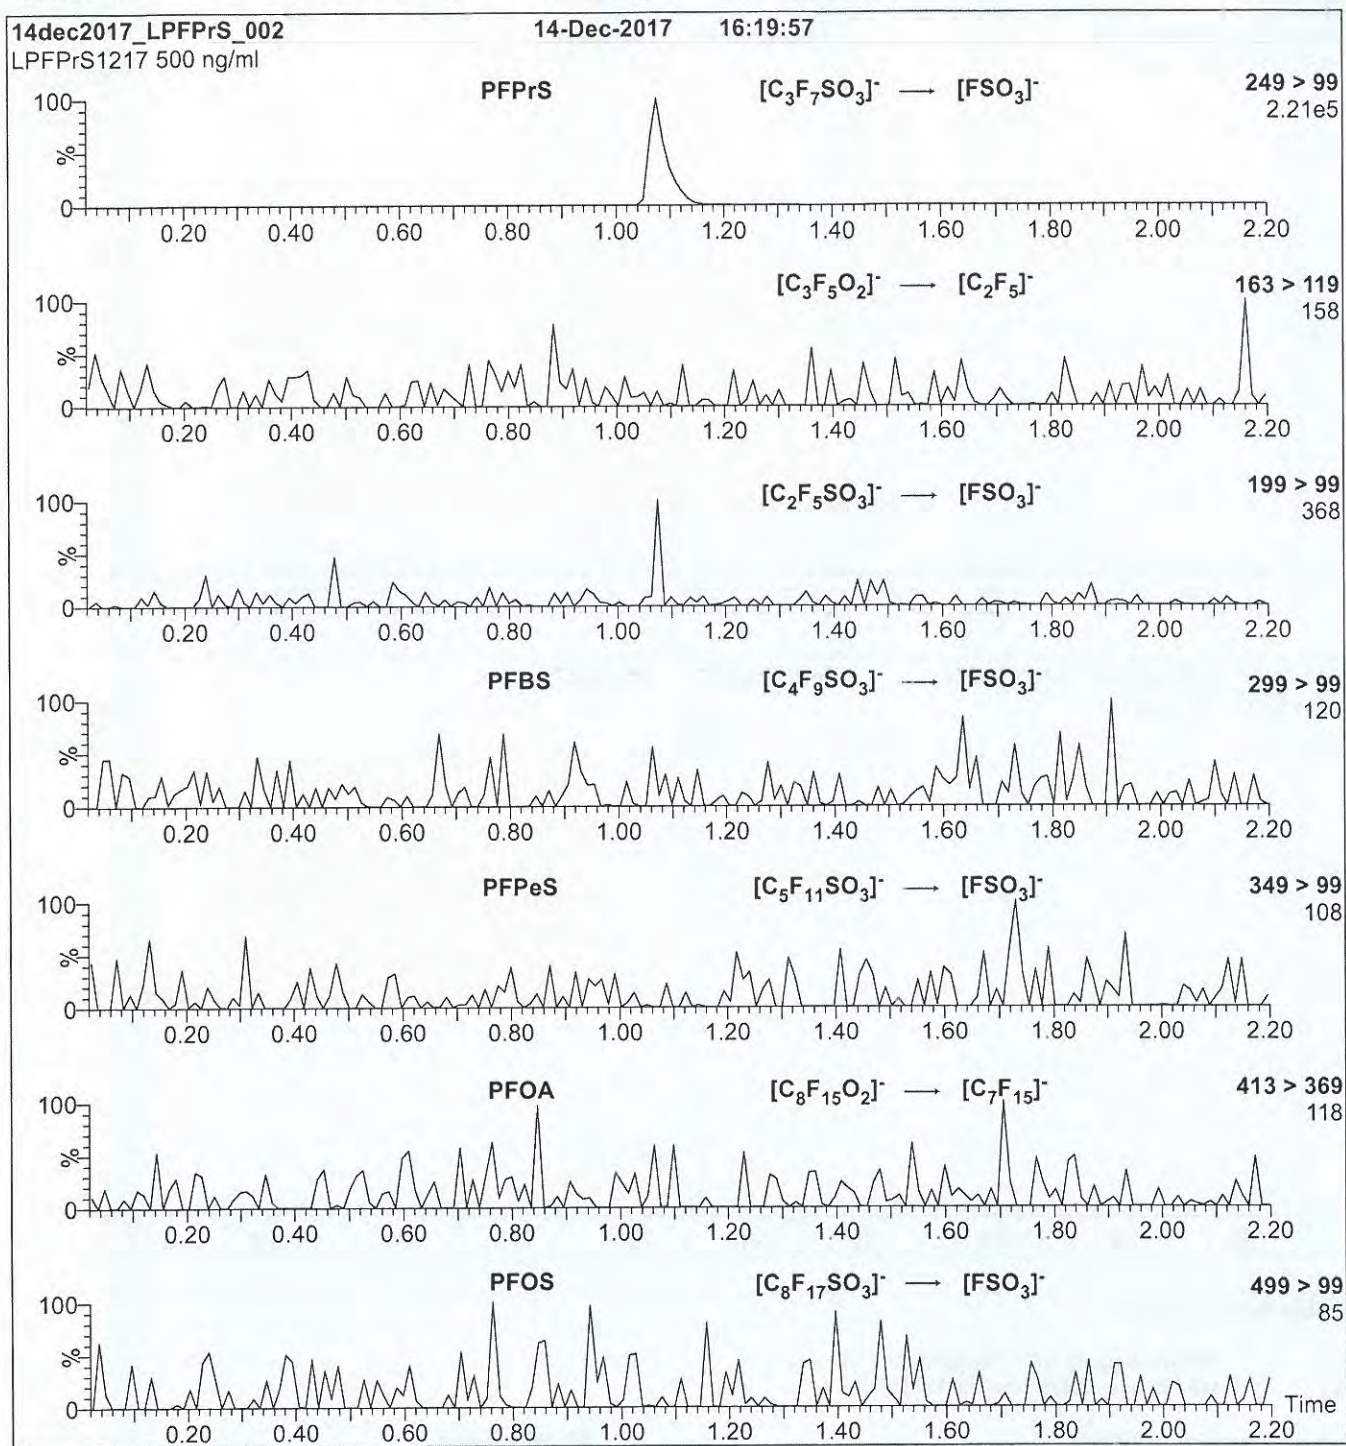 14dec2017_LPFPrS_002 14-Dec-2017 16:19:57
LPFPrS1217 500 ng/ml
PFPrS [C₃F₇SO₃]⁻ → [FSO₃]⁻ 249 > 99
2.21e5
100
%
0
0.20 0.40 0.60 0.80 1.00 1.20 1.40 1.60 1.80 2.00 2.20
[C₃F₅O₂]⁻ → [C₂F₅]⁻ 163 > 119
158
100
%
0
0.20 0.40 0.60 0.80 1.00 1.20 1.40 1.60 1.80 2.00 2.20
[C₂F₅SO₃]⁻ → [FSO₃]⁻ 199 > 99
368
100
%
0
0.20 0.40 0.60 0.80 1.00 1.20 1.40 1.60 1.80 2.00 2.20
PFBS [C₄F₉SO₃]⁻ → [FSO₃]⁻ 299 > 99
120
100
%
0
0.20 0.40 0.60 0.80 1.00 1.20 1.40 1.60 1.80 2.00 2.20
PFPeS [C₅F₁₁SO₃]⁻ → [FSO₃]⁻ 349 > 99
108
100
%
0
0.20 0.40 0.60 0.80 1.00 1.20 1.40 1.60 1.80 2.00 2.20
PFOA [C₈F₁₅O₂]⁻ → [C₇F₁₅]⁻ 413 > 369
118
100
%
0
0.20 0.40 0.60 0.80 1.00 1.20 1.40 1.60 1.80 2.00 2.20
PFOS [C₈F₁₇SO₃]⁻ → [FSO₃]⁻ 499 > 99
85
100
%
0
Time
0.20 0.40 0.60 0.80 1.00 1.20 1.40 1.60 1.80 2.00 2.20